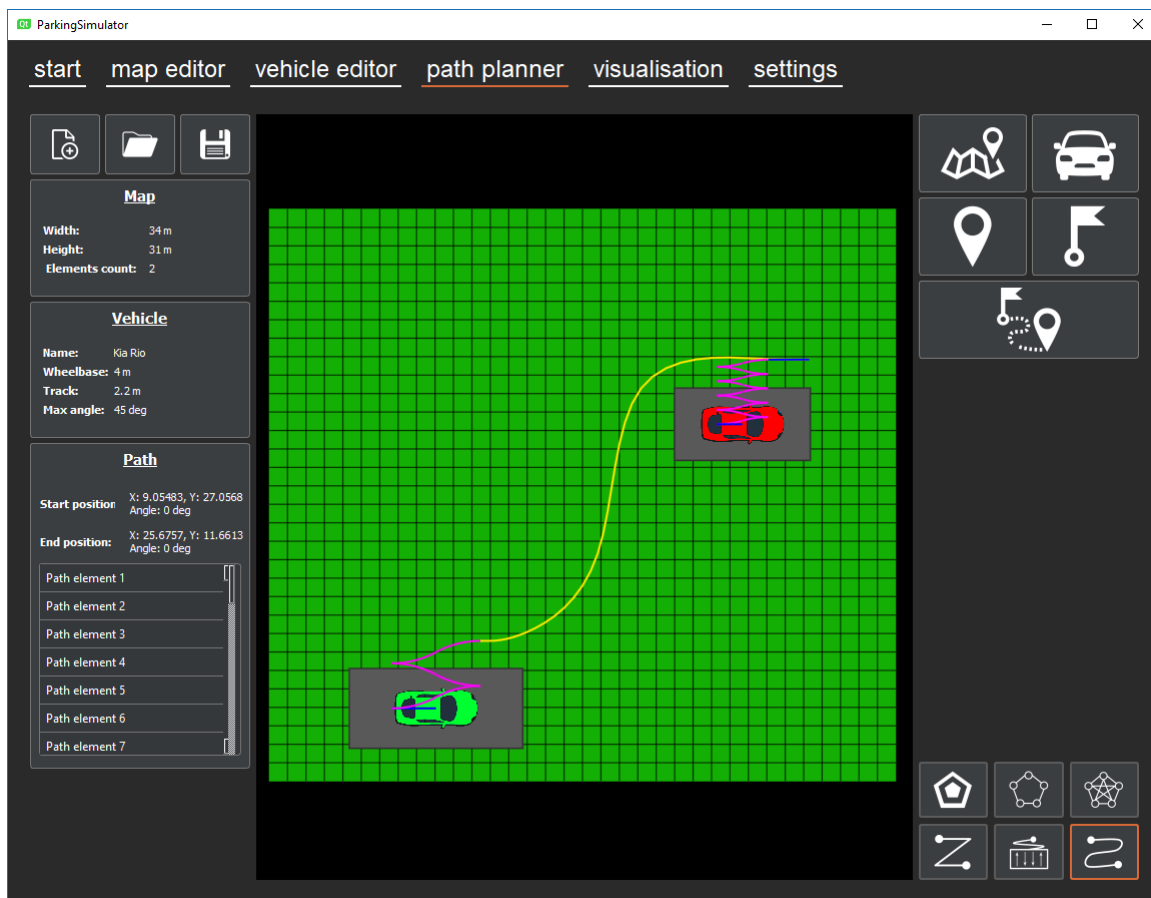 Qt ParkingSimulator
start map editor vehicle editor path planner visualisation settings
Map
Width: 34 m
Height: 31 m
Elements count: 2
Vehicle
Name: Kia Rio
Wheelbase: 4 m
Track: 2.2 m
Max angle: 45 deg
Path
Start position X: 9.05483, Y: 27.0568
Angle: 0 deg
End position: X: 25.6757, Y: 11.6613
Angle: 0 deg
Path element 1
Path element 2
Path element 3
Path element 4
Path element 5
Path element 6
Path element 7